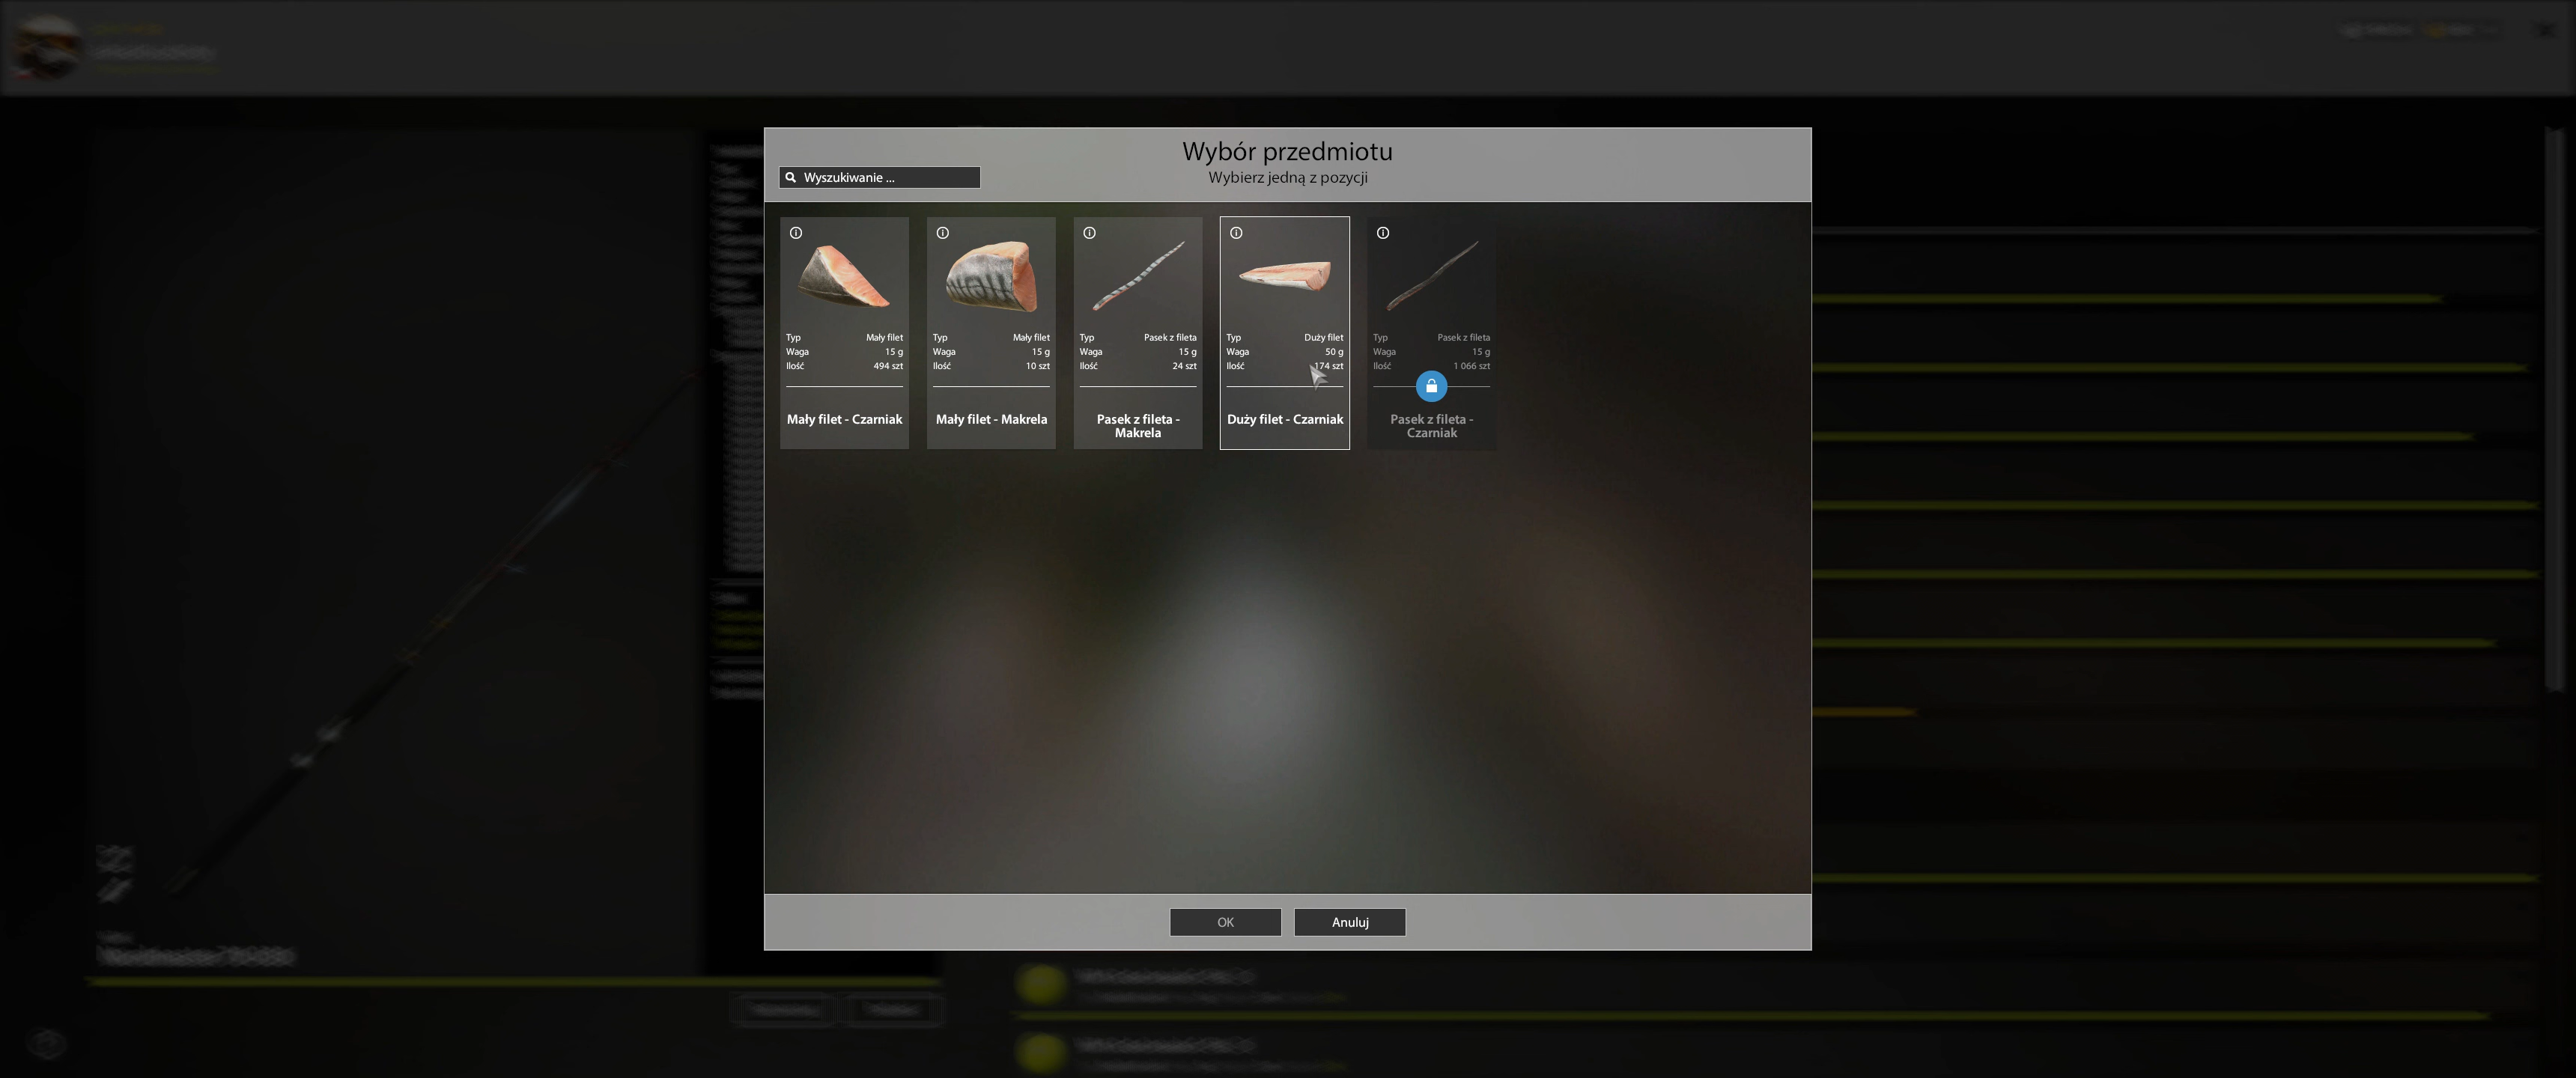 Wybór przedmiotu
Wybierz jedną z pozycji
Wyszukiwanie ...
Typ Mały filet
Waga 15 g
Ilość 494 szt
Mały filet - Czarniak
Typ Mały filet
Waga 15 g
Ilość 10 szt
Mały filet - Makrela
Typ Pasek z fileta
Waga 15 g
Ilość 24 szt
Pasek z fileta -
Makrela
Typ Duży filet
Waga 50 g
Ilość 174 szt
Duży filet - Czarniak
Typ Pasek z fileta
Waga 15 g
Ilość 1 066 szt
Pasek z fileta -
Czarniak
OK
Anuluj